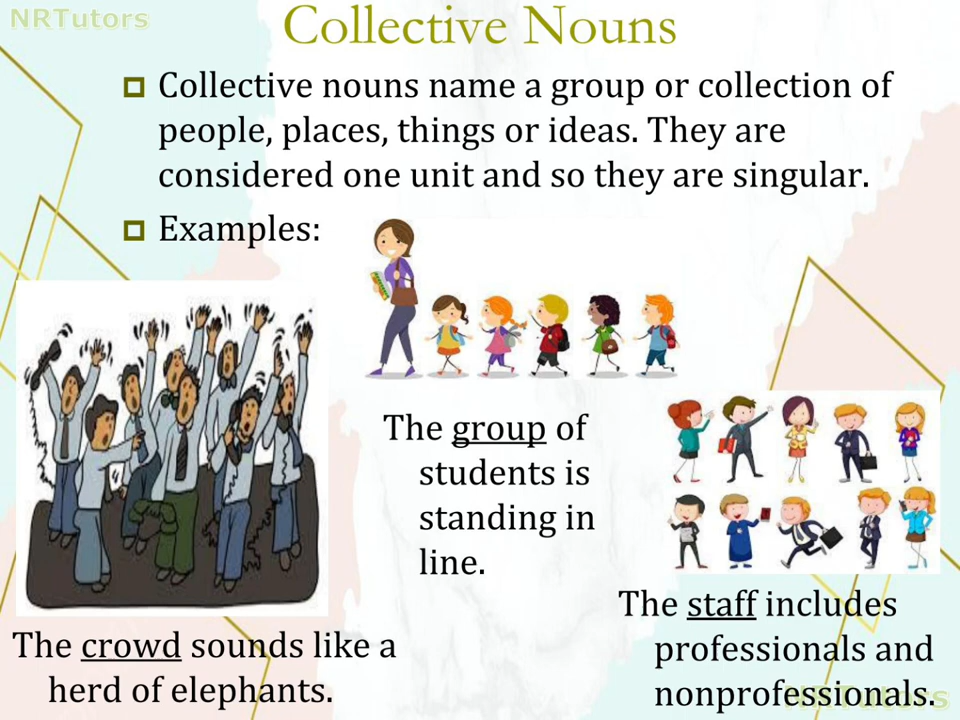 NRTutors
Collective Nouns
Collective nouns name a group or collection of
people, places, things or ideas. They are
considered one unit and so they are singular.
Examples:
The group of
students is
standing in
line.
The staff includes
professionals and
nonprofessionals.
The crowd sounds like a
herd of elephants.
NRTutors